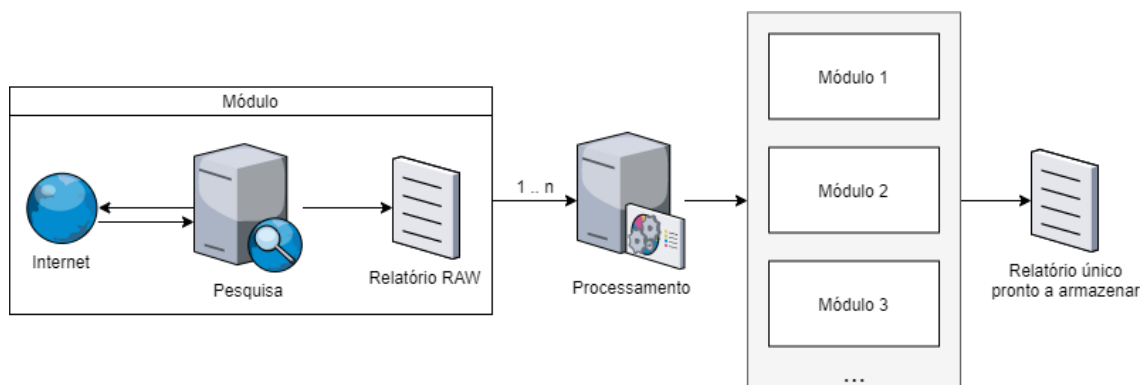 Módulo
Internet
Pesquisa
Relatório RAW
1 .. n
Processamento
Módulo 1
Módulo 2
Módulo 3
...
Relatório único
pronto a armazenar